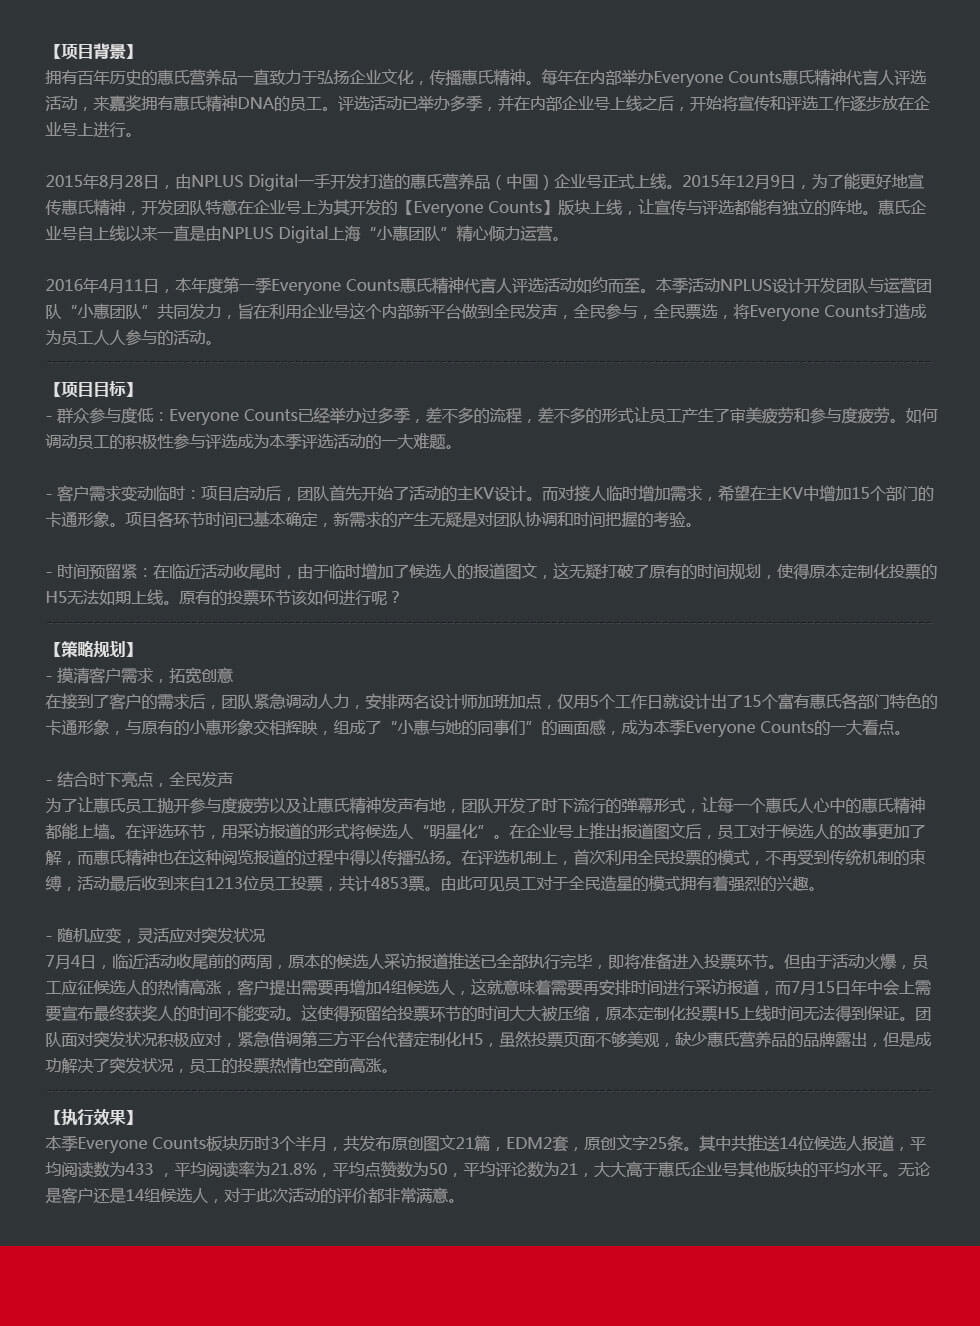 【项目背景】
拥有百年历史的惠氏营养品一直致力于弘扬企业文化，传播惠氏精神。每年在内部举办Everyone Counts惠氏精神代言人评选
活动，来嘉奖拥有惠氏精神DNA的员工。评选活动已举办多季，并在内部企业号上线之后，开始将宣传和评选工作逐步放在企
业号上进行。
2015年8月28日，由NPLUS Digital一手开发打造的惠氏营养品（中国）企业号正式上线。2015年12月9日，为了能更好地宣
传惠氏精神，开发团队特意在企业号上为其开发的【Everyone Counts】版块上线，让宣传与评选都能有独立的阵地。惠氏企
业号自上线以来一直是由NPLUS Digital上海“小惠团队”精心倾力运营。
2016年4月11日，本年度第一季Everyone Counts惠氏精神代言人评选活动如约而至。本季活动NPLUS设计开发团队与运营团
队“小惠团队”共同发力，旨在利用企业号这个内部新平台做到全民发声，全民参与，全民票选，将Everyone Counts打造成
为员工人人参与的活动。
【项目目标】
- 群众参与度低：Everyone Counts已经举办过多季，差不多的流程，差不多的形式让员工产生了审美疲劳和参与度疲劳。如何
调动员工的积极性参与评选成为本季评选活动的一大难题。
- 客户需求变动临时：项目启动后，团队首先开始了活动的主KV设计。而对接人临时增加需求，希望在主KV中增加15个部门的
卡通形象。项目各环节时间已基本确定，新需求的产生无疑是对团队协调和时间把握的考验。
- 时间预留紧：在临近活动收尾时，由于临时增加了候选人的报道图文，这无疑打破了原有的时间规划，使得原本定制化投票的
H5无法如期上线。原有的投票环节该如何进行呢？
【策略规划】
- 摸清客户需求，拓宽创意
在接到了客户的需求后，团队紧急调动人力，安排两名设计师加班加点，仅用5个工作日就设计出了15个富有惠氏各部门特色的
卡通形象，与原有的小惠形象交相辉映，组成了“小惠与她的同事们”的画面感，成为本季Everyone Counts的一大看点。
- 结合时下亮点，全民发声
为了让惠氏员工抛开参与度疲劳以及让惠氏精神发声有地，团队开发了时下流行的弹幕形式，让每一个惠氏人心中的惠氏精神
都能上墙。在评选环节，用采访报道的形式将候选人“明星化”。在企业号上推出报道图文后，员工对于候选人的故事更加了
解，而惠氏精神也在这种阅览报道的过程中得以传播弘扬。在评选机制上，首次利用全民投票的模式，不再受到传统机制的束
缚，活动最后收到来自1213位员工投票，共计4853票。由此可见员工对于全民造星的模式拥有着强烈的兴趣。
- 随机应变，灵活应对突发状况
7月4日，临近活动收尾前的两周，原本的候选人采访报道推送已全部执行完毕，即将准备进入投票环节。但由于活动火爆，员
工应征候选人的热情高涨，客户提出需要再增加4组候选人，这就意味着需要再安排时间进行采访报道，而7月15日年中会上需
要宣布最终获奖人的时间不能变动。这使得预留给投票环节的时间大大被压缩，原本定制化投票H5上线时间无法得到保证。团
队面对突发状况积极应对，紧急借调第三方平台代替定制化H5，虽然投票页面不够美观，缺少惠氏营养品的品牌露出，但是成
功解决了突发状况，员工的投票热情也空前高涨。
【执行效果】
本季Everyone Counts板块历时3个半月，共发布原创图文21篇，EDM2套，原创文字25条。其中共推送14位候选人报道，平
均阅读数为433 ，平均阅读率为21.8%，平均点赞数为50，平均评论数为21，大大高于惠氏企业号其他版块的平均水平。无论
是客户还是14组候选人，对于此次活动的评价都非常满意。